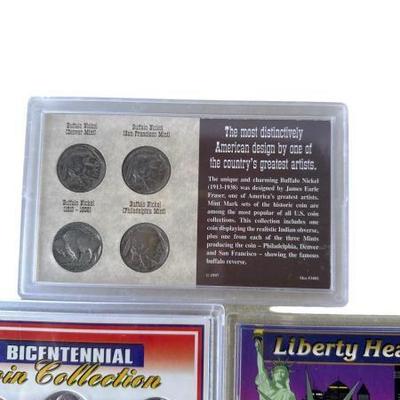 Buffalo Nickel
(Denver Mint)
Buffalo Nickel
(San Francisco Mint)
Buffalo Nickel
(1913 - 1938)
Buffalo Nickel
(Philadelphia Mint)
The most distinctively
American design by one of
the country's greatest artists.
The unique and charming Buffalo Nickel
(1913-1938) was designed by James Earle
Fraser, one of America's greatest artists.
Mint Mark sets of the historic coin are
among the most popular of all U.S. coin
collections. This collection includes one
coin displaying the realistic Indian obverse,
plus one from each of the three Mints
producing the coin – Philadelphia, Denver
and San Francisco – showing the famous
buffalo reverse.
© 1997
BICENTENNIAL
Coin Collection
Liberty Hea